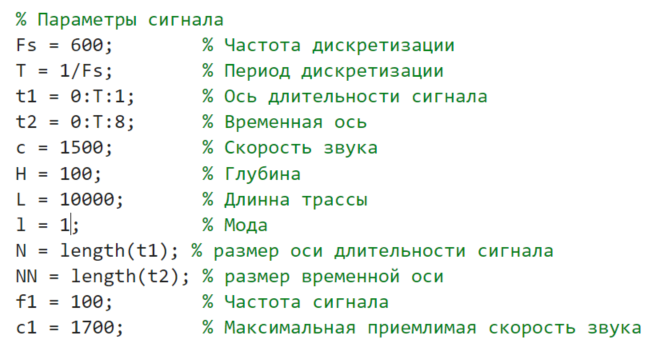 % Параметры сигнала
Fs = 600; % Частота дискретизации
T = 1/Fs; % Период дискретизации
t1 = 0:T:1; % Ось длительности сигнала
t2 = 0:T:8; % Временная ось
c = 1500; % Скорость звука
H = 100; % Глубина
L = 10000; % Длинна трассы
l = 1; % Мода
N = length(t1); % размер оси длительности сигнала
NN = length(t2); % размер временной оси
f1 = 100; % Частота сигнала
c1 = 1700; % Максимальная приемлимая скорость звука